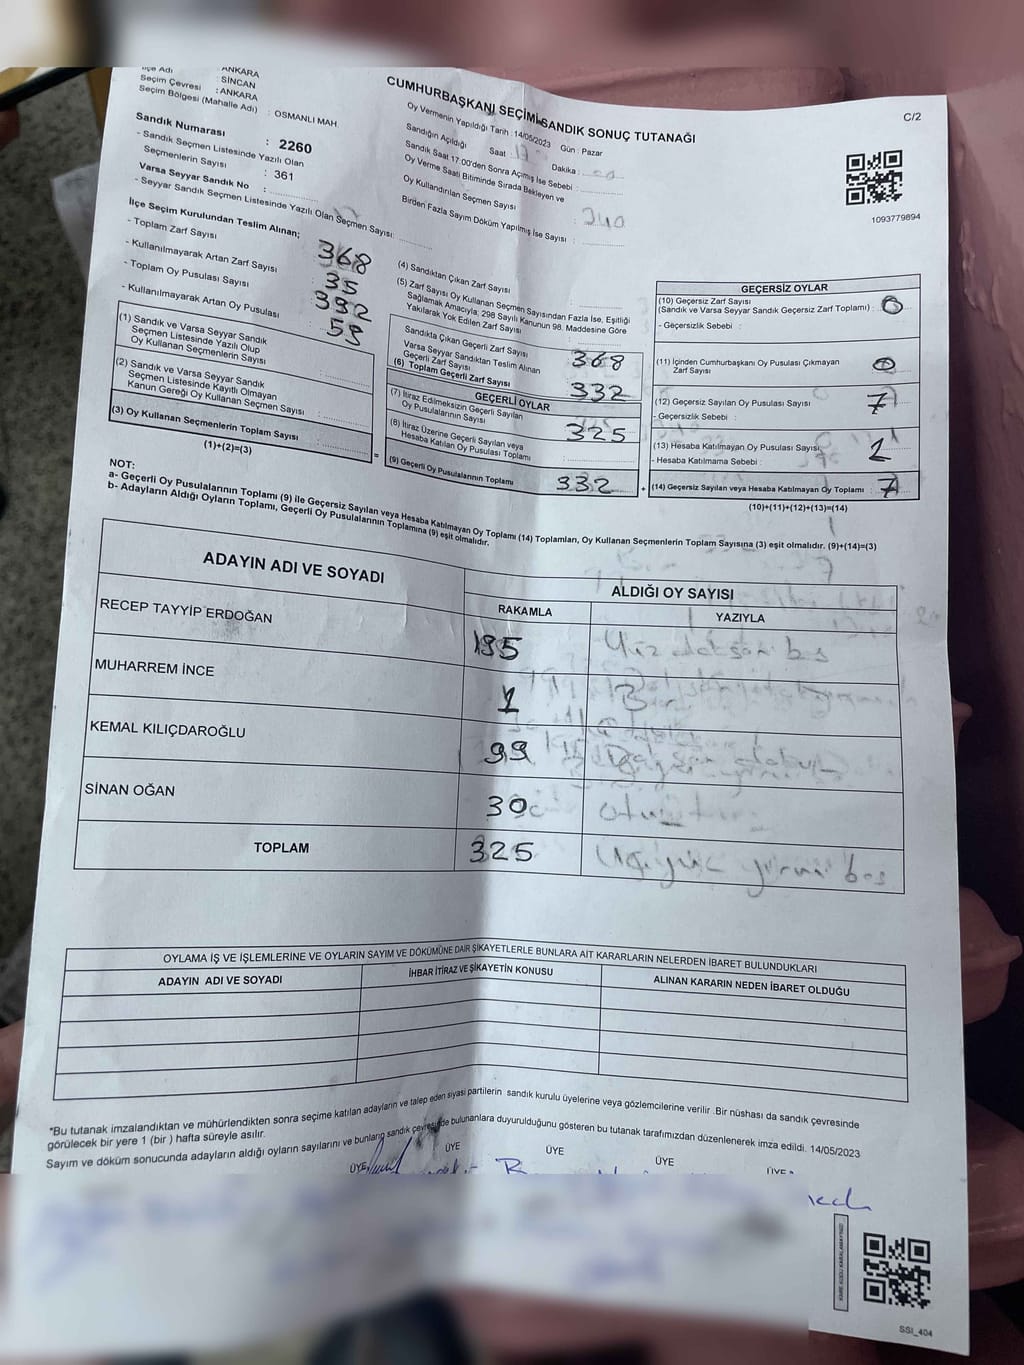 İlçe Adı : ANKARA
Seçim Çevresi : SİNCAN
: ANKARA
Seçim Bölgesi (Mahalle Adı) : OSMANLI MAH.
Sandık Numarası : 2260
- Sandık Seçmen Listesinde Yazılı Olan Seçmenlerin Sayısı : 361
Varsa Seyyar Sandık No :
- Seyyar Sandık Seçmen Listesinde Yazılı Olan Seçmen Sayısı:
CUMHURBAŞKANI SEÇİMİ SANDIK SONUÇ TUTANAĞI
C/2
Oy Vermenin Yapıldığı Tarih : 14/05/2023 Gün : Pazar
Sandığın Açıldığı Saat : 17 Dakika :
Sandık Saat 17:00'den Sonra Açımış İse Sebebi :
Oy Verme Saati Bitiminde Sırada Bekleyen ve
Oy Kullandırılan Seçmen Sayısı
Birden Fazla Sayım Döküm Yapılmış İse Sayısı : 340
1093779894
İlçe Seçim Kurulundan Teslim Alınan;
- Toplam Zarf Sayısı 368
- Kullanılmayarak Artan Zarf Sayısı 35
- Toplam Oy Pusulası Sayısı 392
- Kullanılmayarak Artan Oy Pusulası 58
(1) Sandık ve Varsa Seyyar Sandık
Seçmen Listesinde Yazılı Olup
Oy Kullanan Seçmenlerin Sayısı
(2) Sandık ve Varsa Seyyar Sandık
Seçmen Listesinde Kayıtlı Olmayan
Kanun Gereği Oy Kullanan Seçmen Sayısı :
(3) Oy Kullanan Seçmenlerin Toplam Sayısı :
(1)+(2)=(3)
(4) Sandıktan Çıkan Zarf Sayısı
(5) Zarf Sayısı Oy Kullanan Seçmen Sayısından Fazla İse, Eşitliği
Sağlamak Amacıyla; 298 Sayılı Kanunun 98. Maddesine Göre
Yakılarak Yok Edilen Zarf Sayısı
Sandıkta Çıkan Geçerli Zarf Sayısı 368
Varsa Seyyar Sandıktan Teslim Alınan
Geçerli Zarf Sayısı
(6) Toplam Geçerli Zarf Sayısı 332
GEÇERLİ OYLAR
(7) İtiraz Edilmeksizin Geçerli Sayılan
Oy Pusulalarının Sayısı 325
(8) İtiraz Üzerine Geçerli Sayılan veya
Hesaba Katılan Oy Pusulası Toplamı
=
(9) Geçerli Oy Pusulalarının Toplamı 332
+
GEÇERSİZ OYLAR
(10) Geçersiz Zarf Sayısı
(Sandık ve Varsa Seyyar Sandık Geçersiz Zarf Toplamı) : 0
- Geçersizlik Sebebi :
(11) İçinden Cumhurbaşkanı Oy Pusulası Çıkmayan
Zarf Sayısı 0
(12) Geçersiz Sayılan Oy Pusulası Sayısı : 7
- Geçersizlik Sebebi :
(13) Hesaba Katılmayan Oy Pusulası Sayısı: 1
- Hesaba Katılmama Sebebi :
(14) Geçersiz Sayılan veya Hesaba Katılmayan Oy Toplamı : 7
(10)+(11)+(12)+(13)=(14)
NOT:
a- Geçerli Oy Pusulalarının Toplamı (9) ile Geçersiz Sayılan veya Hesaba Katılmayan Oy Toplamı (14) Toplamları, Oy Kullanan Seçmenlerin Toplam Sayısına (3) eşit olmalıdır. (9)+(14)=(3)
b- Adayların Aldığı Oyların Toplamı, Geçerli Oy Pusulalarının Toplamına (9) eşit olmalıdır.
ADAYIN ADI VE SOYADI
ALDIĞI OY SAYISI
RAKAMLA YAZIYLA
RECEP TAYYİP ERDOĞAN 195 Yüz doksan beş
MUHARREM İNCE 1 Bir
KEMAL KILIÇDAROĞLU 99 Doksan dokuz
SİNAN OĞAN 30 otuz
TOPLAM 325 Üçyüz yirmi beş
OYLAMA İŞ VE İŞLEMLERİNE VE OYLARIN SAYIM VE DÖKÜMÜNE DAİR ŞİKAYETLERLE BUNLARA AİT KARARLARIN NELERDEN İBARET BULUNDUKLARI
ADAYIN ADI VE SOYADI İHBAR İTİRAZ VE ŞİKAYETİN KONUSU ALINAN KARARIN NEDEN İBARET OLDUĞU
*Bu tutanak imzalandıktan ve mühürlendikten sonra seçime katılan adayların ve talep eden siyasi partilerin sandık kurulu üyelerine veya gözlemcilerine verilir .Bir nüshası da sandık çevresinde
görülecek bir yere 1 (bir ) hafta süreyle asılır.
Sayım ve döküm sonucunda adayların aldığı oyların sayılarını ve bunların sandık çevresinde bulunanlara duyurulduğunu gösteren bu tutanak tarafımızdan düzenlenerek imza edildi. 14/05/2023
ÜYE ÜYE ÜYE ÜYE ÜYE
SSI_404